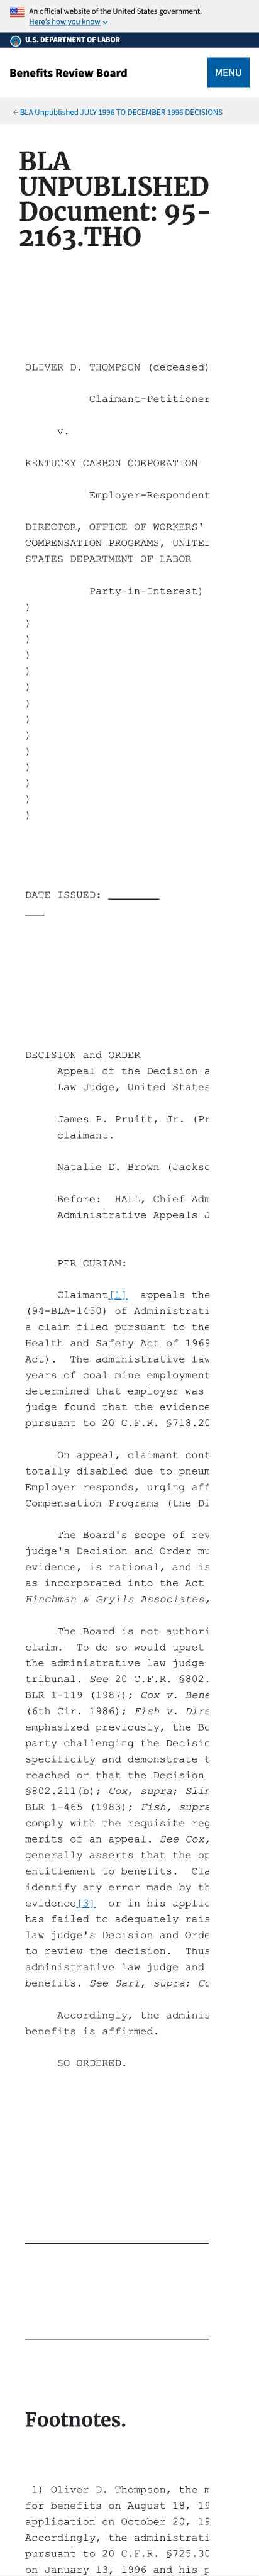 An official website of the United States government.
Here's how you know
U.S. DEPARTMENT OF LABOR
Benefits Review Board
MENU
← BLA Unpublished JULY 1996 TO DECEMBER 1996 DECISIONS
BLA
UNPUBLISHED
Document: 95-
2163.THO
OLIVER D. THOMPSON (deceased)
Claimant-Petitioner
v.
KENTUCKY CARBON CORPORATION
Employer-Respondent
DIRECTOR, OFFICE OF WORKERS'
COMPENSATION PROGRAMS, UNITED
STATES DEPARTMENT OF LABOR
Party-in-Interest)
)
)
)
)
)
)
)
)
)
)
)
)
)
)
DATE ISSUED: ________
___
DECISION and ORDER
Appeal of the Decision a
Law Judge, United States
James P. Pruitt, Jr. (Pr
claimant.
Natalie D. Brown (Jackso
Before: HALL, Chief Adm
Administrative Appeals J
PER CURIAM:
Claimant[1] appeals the
(94-BLA-1450) of Administrati
a claim filed pursuant to the
Health and Safety Act of 1969
Act). The administrative law
years of coal mine employment
determined that employer was
judge found that the evidence
pursuant to 20 C.F.R. §718.20
On appeal, claimant cont
totally disabled due to pneum
Employer responds, urging aff
Compensation Programs (the Di
The Board's scope of rev
judge's Decision and Order mu
evidence, is rational, and is
as incorporated into the Act
Hinchman & Grylls Associates,
The Board is not authori
claim. To do so would upset
the administrative law judge
tribunal. See 20 C.F.R. §802.
BLR 1-119 (1987); Cox v. Bene
(6th Cir. 1986); Fish v. Dire
emphasized previously, the Bo
party challenging the Decisio
specificity and demonstrate t
reached or that the Decision
§802.211(b); Cox, supra; Slin
BLR 1-465 (1983); Fish, supra
comply with the requisite reg
merits of an appeal. See Cox,
generally asserts that the op
entitlement to benefits. Cla
identify any error made by th
evidence[3] or in his applic
has failed to adequately rais
law judge's Decision and Orde
to review the decision. Thus
administrative law judge and
benefits. See Sarf, supra; Co
Accordingly, the adminis
benefits is affirmed.
SO ORDERED.
Footnotes.
1) Oliver D. Thompson, the m
for benefits on August 18, 19
application on October 20, 19
Accordingly, the administrati
pursuant to 20 C.F.R. §725.30
on January 13, 1996 and his p